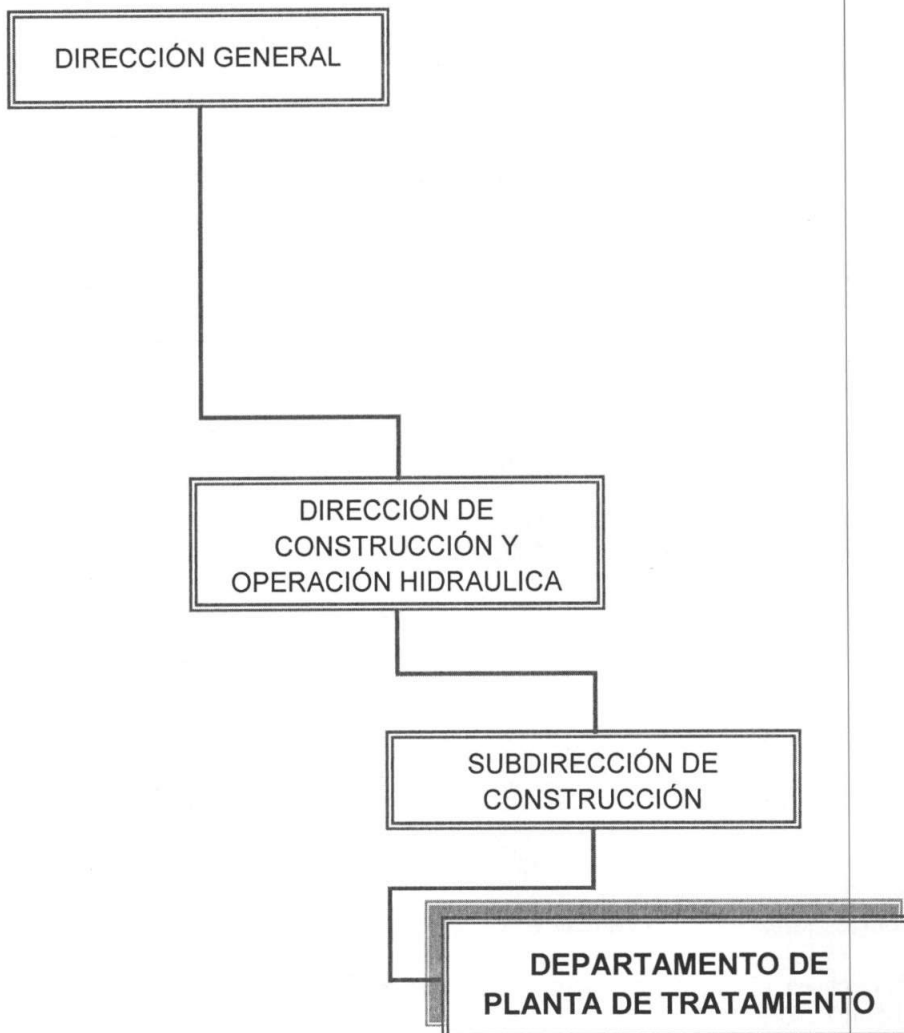 DIRECCIÓN GENERAL
DIRECCIÓN DE
CONSTRUCCIÓN Y
OPERACIÓN HIDRAULICA
SUBDIRECCIÓN DE
CONSTRUCCIÓN
DEPARTAMENTO DE
PLANTA DE TRATAMIENTO